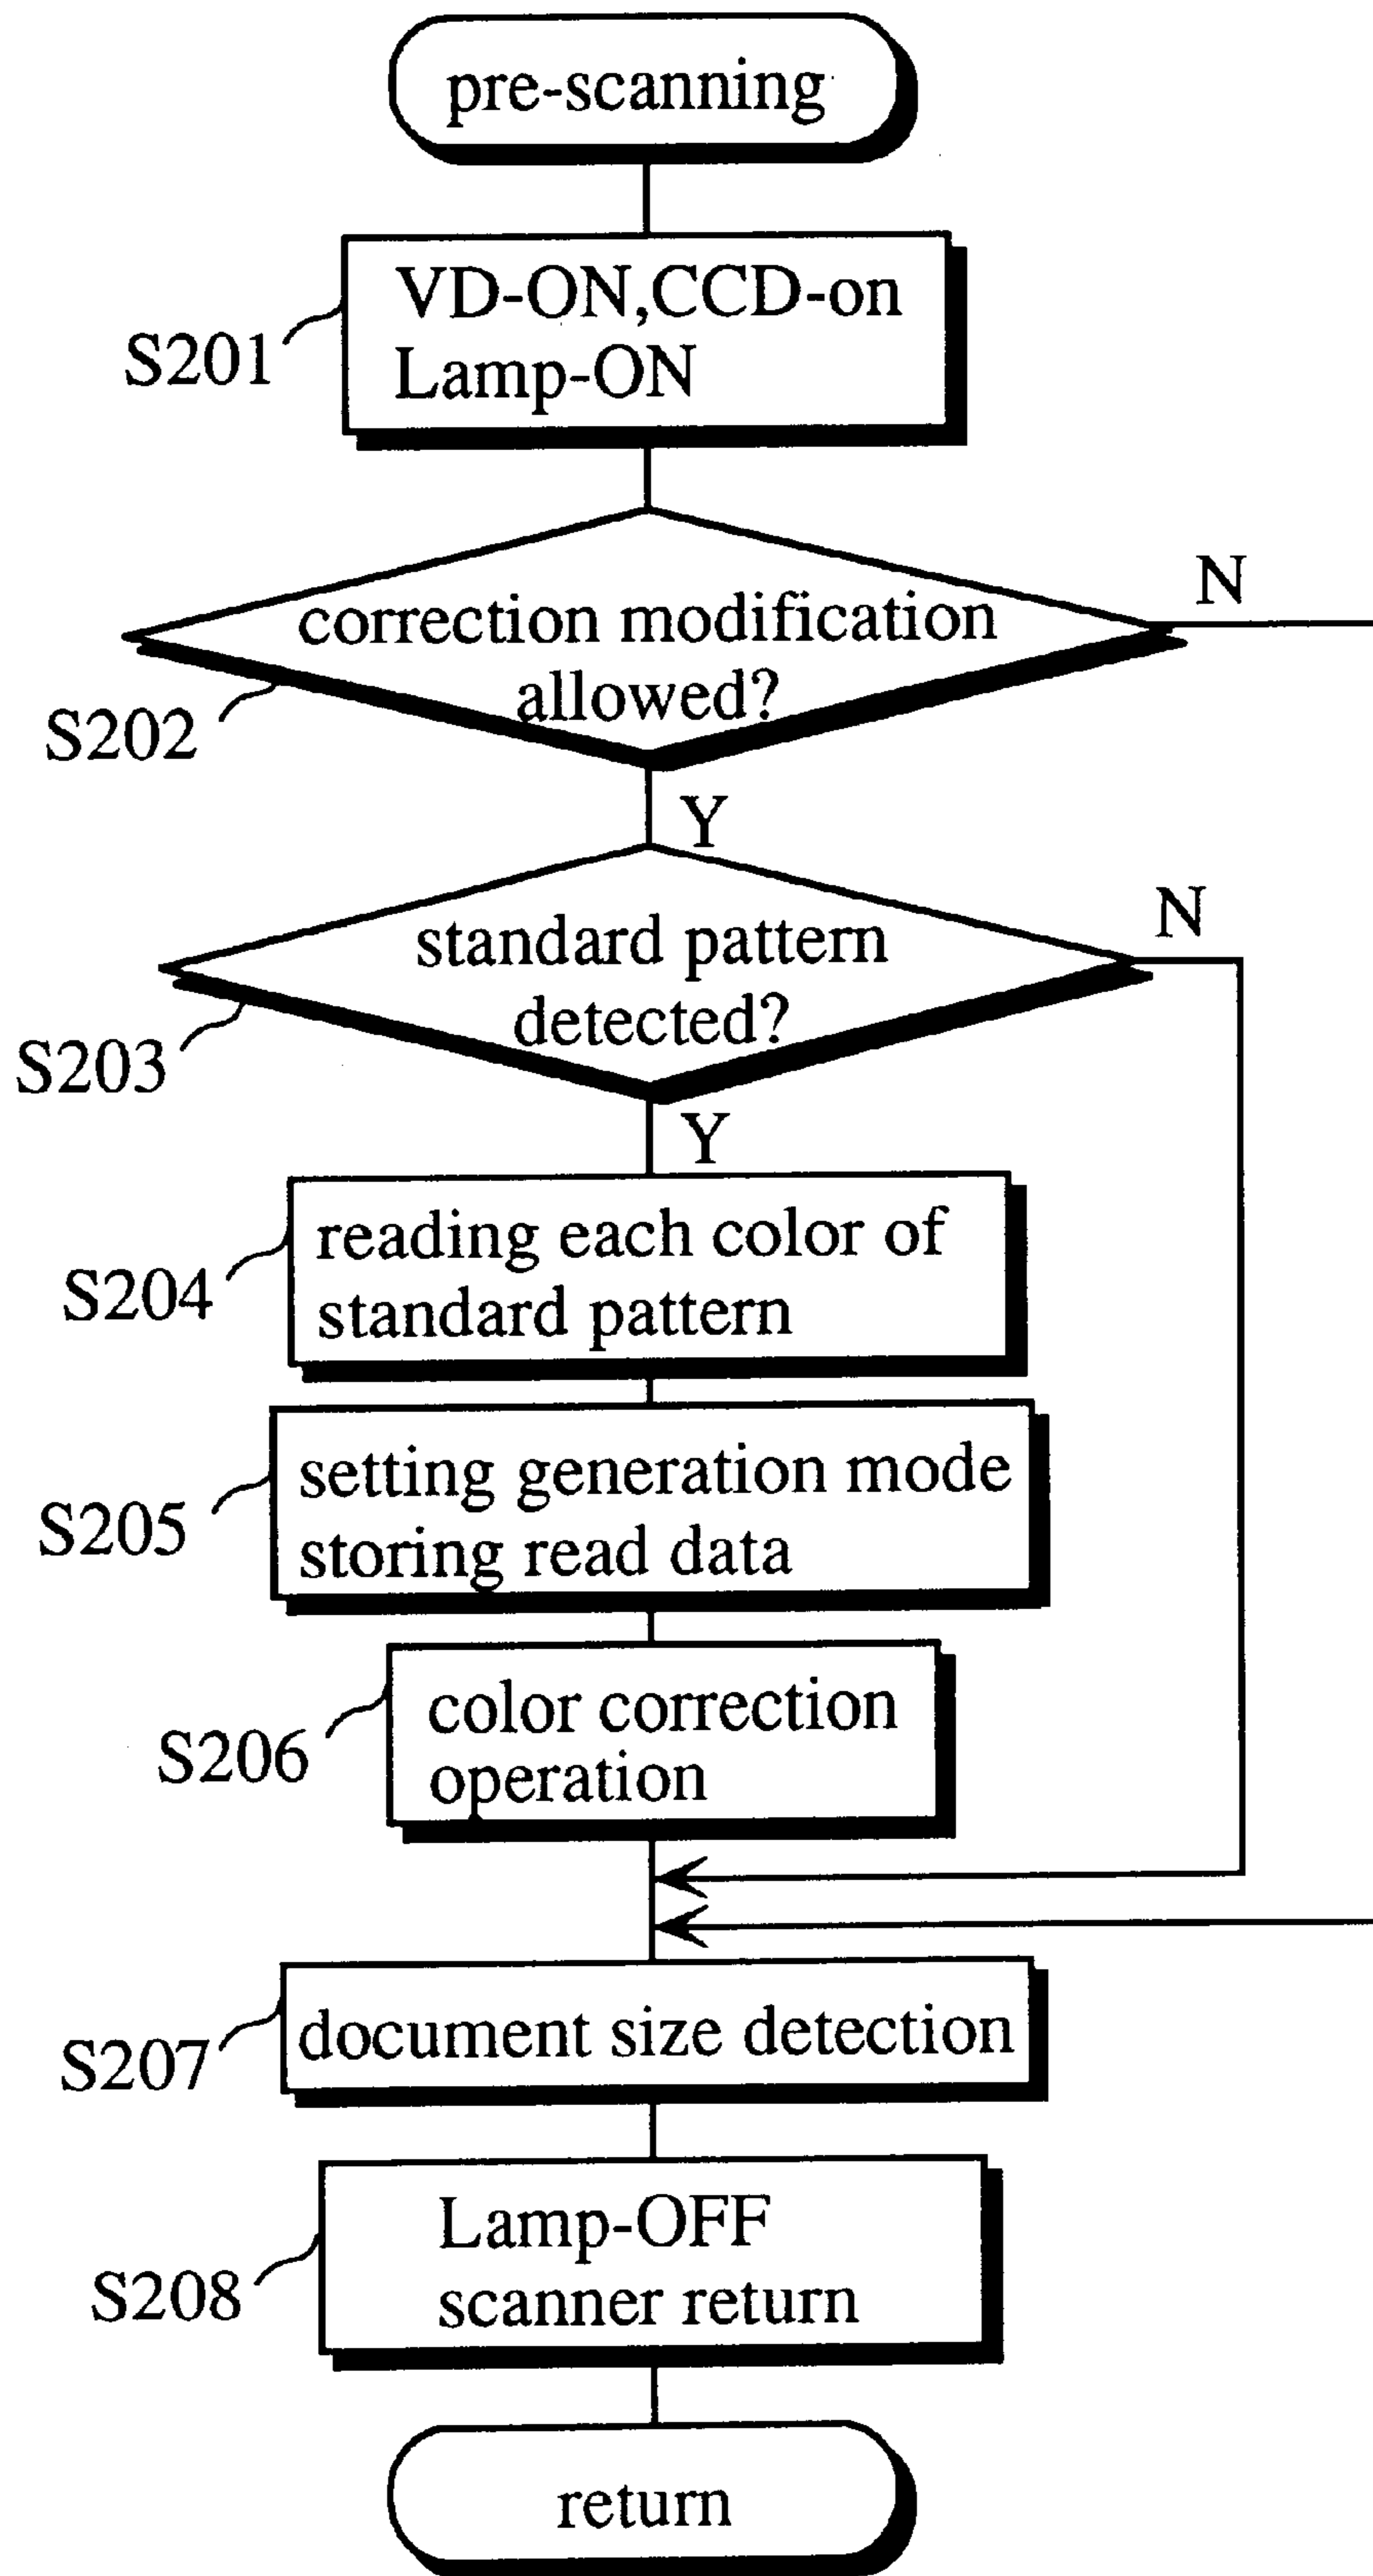 pre-scanning
VD-ON,CCD-on
Lamp-ON
S201
N
correction modification
allowed?
S202
Y
N
standard pattern
detected?
S203
Y
reading each color of
standard pattern
S204
setting generation mode
storing read data
S205
color correction
operation
S206
document size detection
S207
Lamp-OFF
scanner return
S208
return